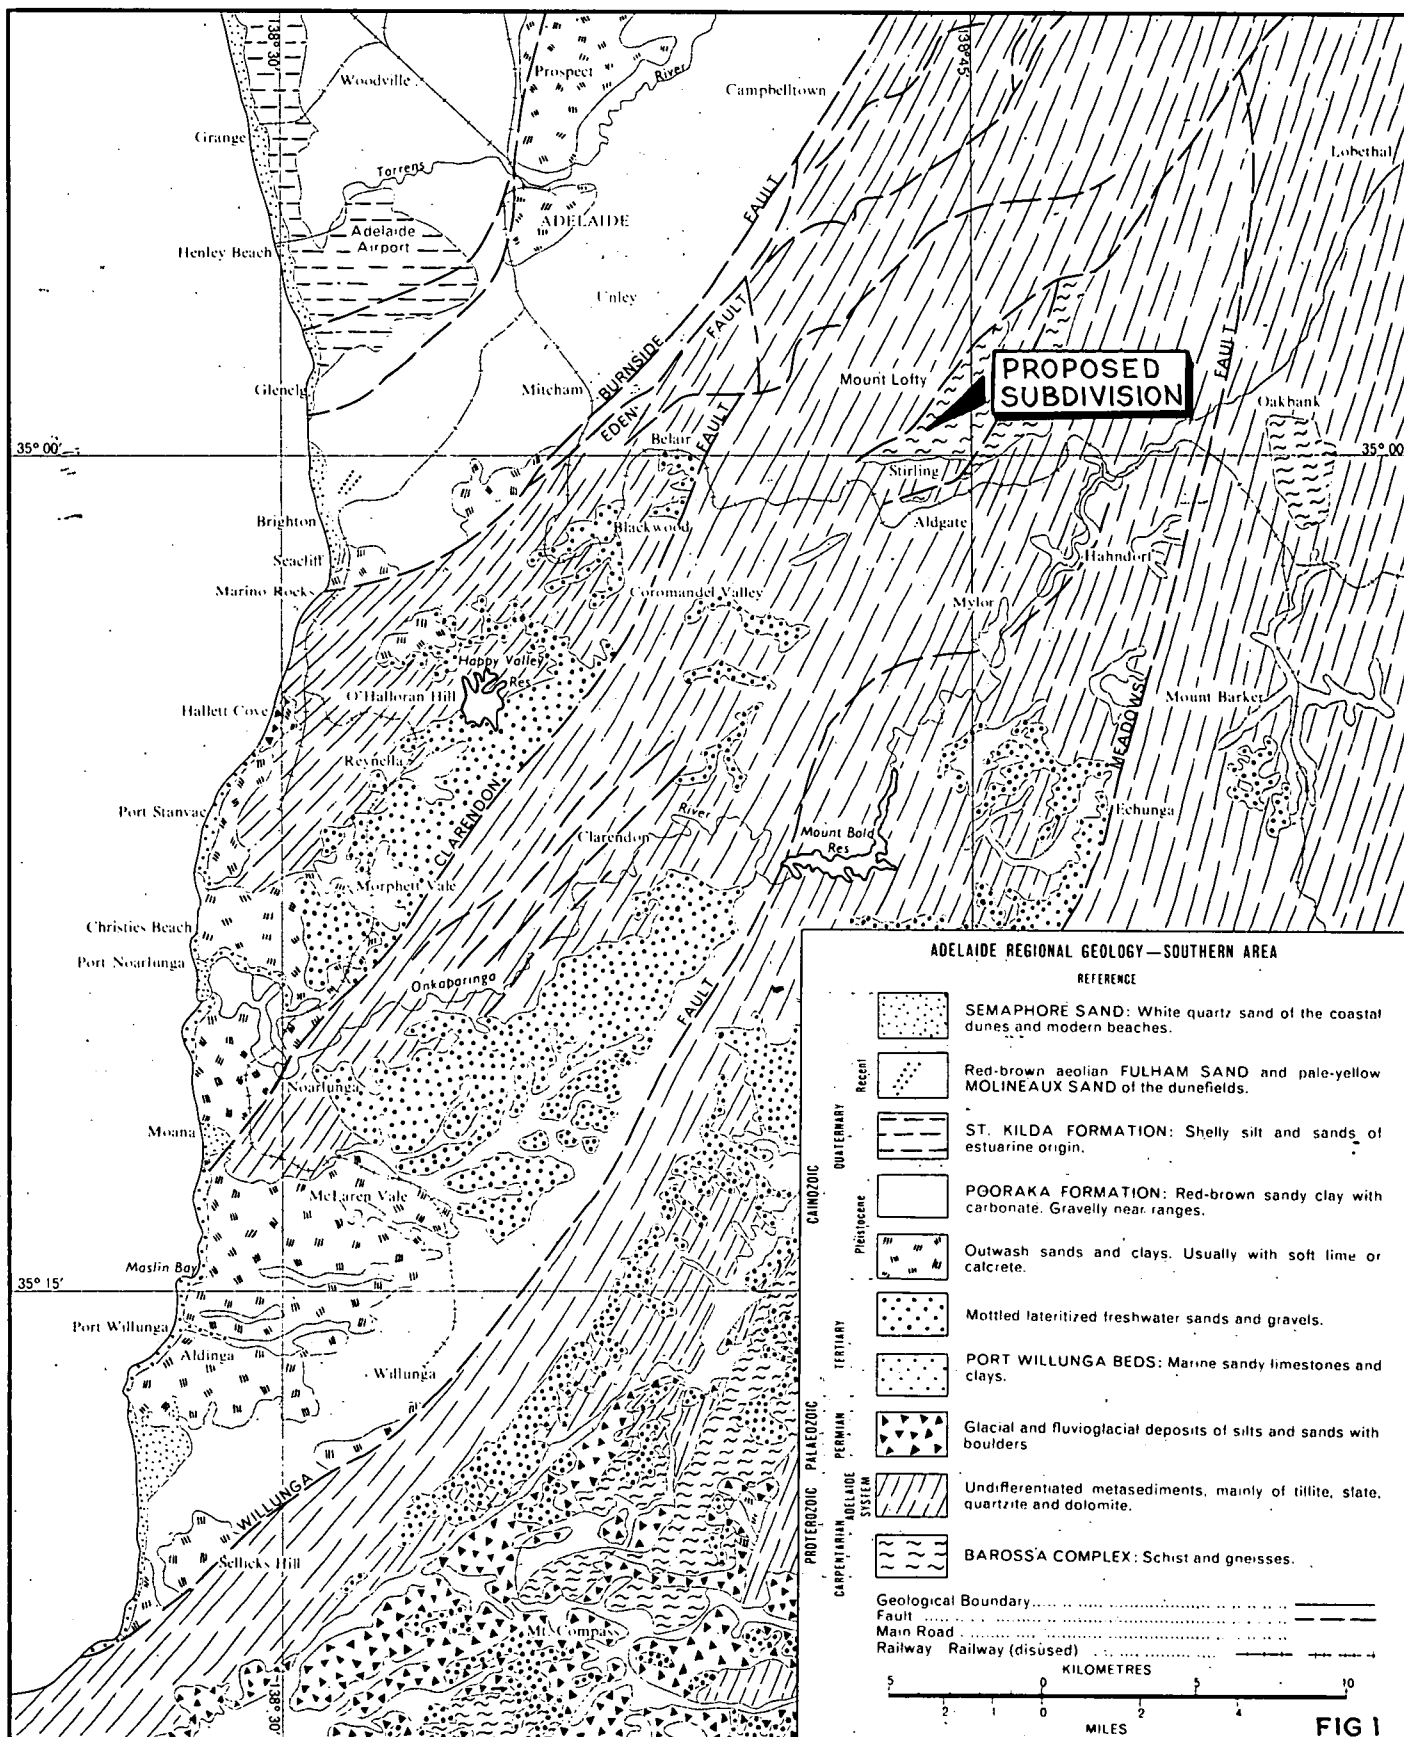 138° 30'
138° 45'
Woodville
Prospect
River
Campbelltown
Grange
Torrens
Lobethal
FAULT
ADELAIDE
Adelaide
Airport
Henley Beach
Unley
BURNSIDE
FAULT
FAULT
Glenelg
Mitcham
Mount Lofty
PROPOSED
SUBDIVISION
Oakbank
EDEN
Belair
FAULT
35° 00'
35° 00'
Stirling
Brighton
Blackwood
Aldgate
Seacliff
Hahndorf
Marino Rocks
Coromandel Valley
Mylor
Happy Valley
Res
O'Halloran Hill
Hallett Cove
Mount Barker
MEADOWS
Reynella
Port Stanvac
CLARENDON
Clarendon
River
Mount Bold
Res
Echunga
Morphett Vale
Christies Beach
Port Noarlunga
Onkaparinga
FAULT
Noarlunga
Moana
McLaren Vale
Maslin Bay
35° 15'
Port Willunga
Aldinga
Willunga
WILLUNGA
Sellicks Hill
Mt. Compass
138° 30'
ADELAIDE REGIONAL GEOLOGY—SOUTHERN AREA
REFERENCE
CAINOZOIC
QUATERNARY
Recent
Pleistocene
TERTIARY
PALAEOZOIC
PERMIAN
PROTEROZOIC
ADELAIDE
SYSTEM
CARPENTARIAN
SEMAPHORE SAND: White quartz sand of the coastal
dunes and modern beaches.
Red-brown aeolian FULHAM SAND and pale-yellow
MOLINEAUX SAND of the dunefields.
ST. KILDA FORMATION: Shelly silt and sands of
estuarine origin.
POORAKA FORMATION: Red-brown sandy clay with
carbonate. Gravelly near ranges.
Outwash sands and clays. Usually with soft lime or
calcrete.
Mottled lateritized freshwater sands and gravels.
PORT WILLUNGA BEDS: Marine sandy limestones and
clays.
Glacial and fluvioglacial deposits of silts and sands with
boulders
Undifferentiated metasediments, mainly of tillite, slate,
quartzite and dolomite.
BAROSSA COMPLEX: Schist and gneisses.
Geological Boundary
Fault
Main Road
Railway Railway (disused)
KILOMETRES
5 0 5 10
2 1 0 2 4
MILES
FIG 1